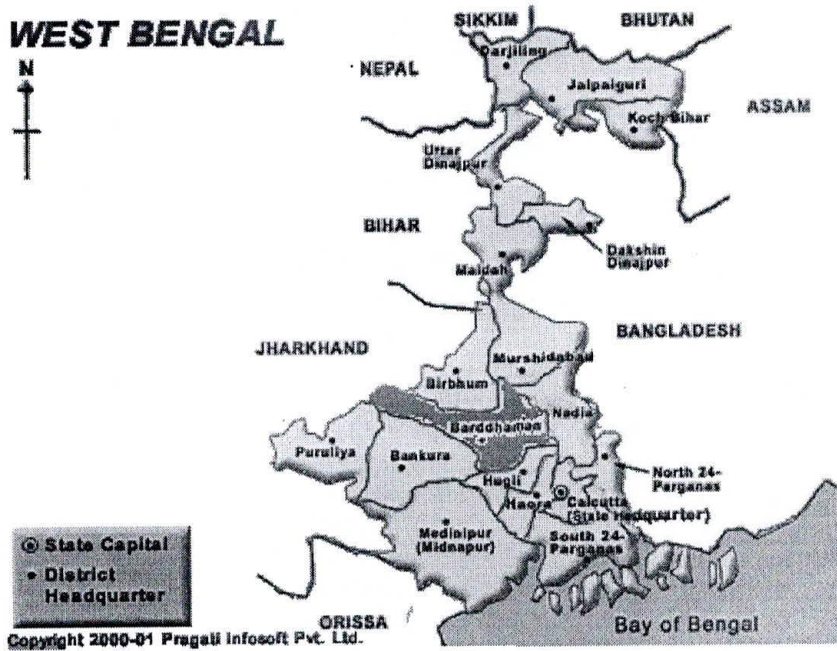 WEST BENGAL
N
SIKKIM
BHUTAN
Darjiling
NEPAL
Jalpaiguri
ASSAM
Koch Bihar
Uttar
Dinajpur
BIHAR
Dakshin
Dinajpur
Maldah
BANGLADESH
JHARKHAND
Murshidabad
Birbhum
Nadia
Barddhaman
Puruliya
Bankura
North 24-
Parganas
Hugli
Haora
Calcutta
(State Hedquarter)
Medinipur
(Midnapur)
South 24-
Parganas
State Capital
District
Headquarter
ORISSA
Bay of Bengal
Copyright 2000-01 Pragati Infosoft Pvt. Ltd.